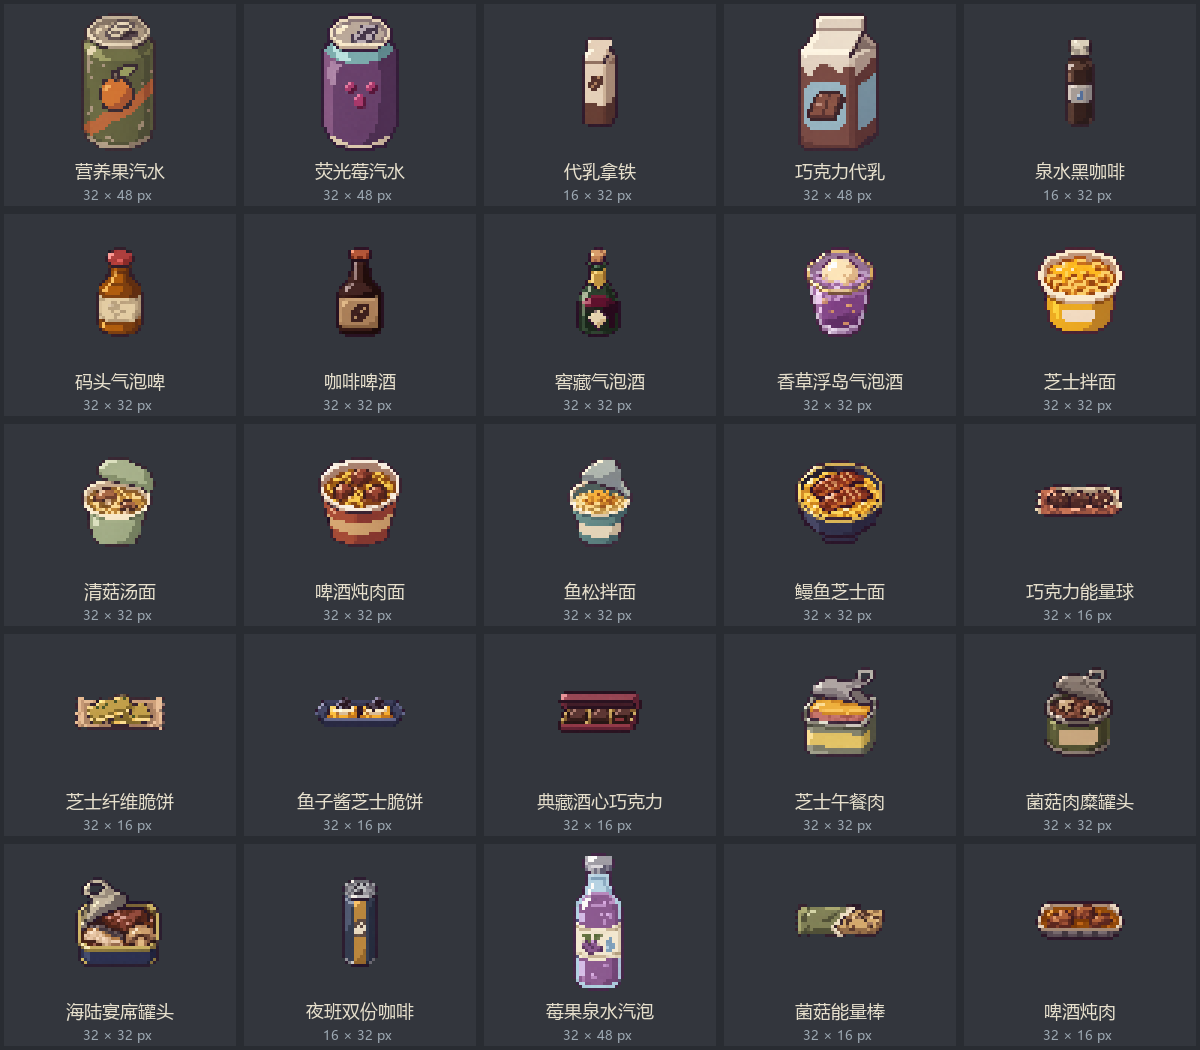 营养果汽水
32 × 48 px
荧光莓汽水
32 × 48 px
代乳拿铁
16 × 32 px
巧克力代乳
32 × 48 px
泉水黑咖啡
16 × 32 px
码头气泡啤
32 × 32 px
咖啡啤酒
32 × 32 px
窖藏气泡酒
32 × 32 px
香草浮岛气泡酒
32 × 32 px
芝士拌面
32 × 32 px
清菇汤面
32 × 32 px
啤酒炖肉面
32 × 32 px
鱼松拌面
32 × 32 px
鳗鱼芝士面
32 × 32 px
巧克力能量球
32 × 16 px
芝士纤维脆饼
32 × 16 px
鱼子酱芝士脆饼
32 × 16 px
典藏酒心巧克力
32 × 16 px
芝士午餐肉
32 × 32 px
菌菇肉糜罐头
32 × 32 px
海陆宴席罐头
32 × 32 px
夜班双份咖啡
16 × 32 px
莓果泉水汽泡
32 × 48 px
菌菇能量棒
32 × 16 px
啤酒炖肉
32 × 16 px